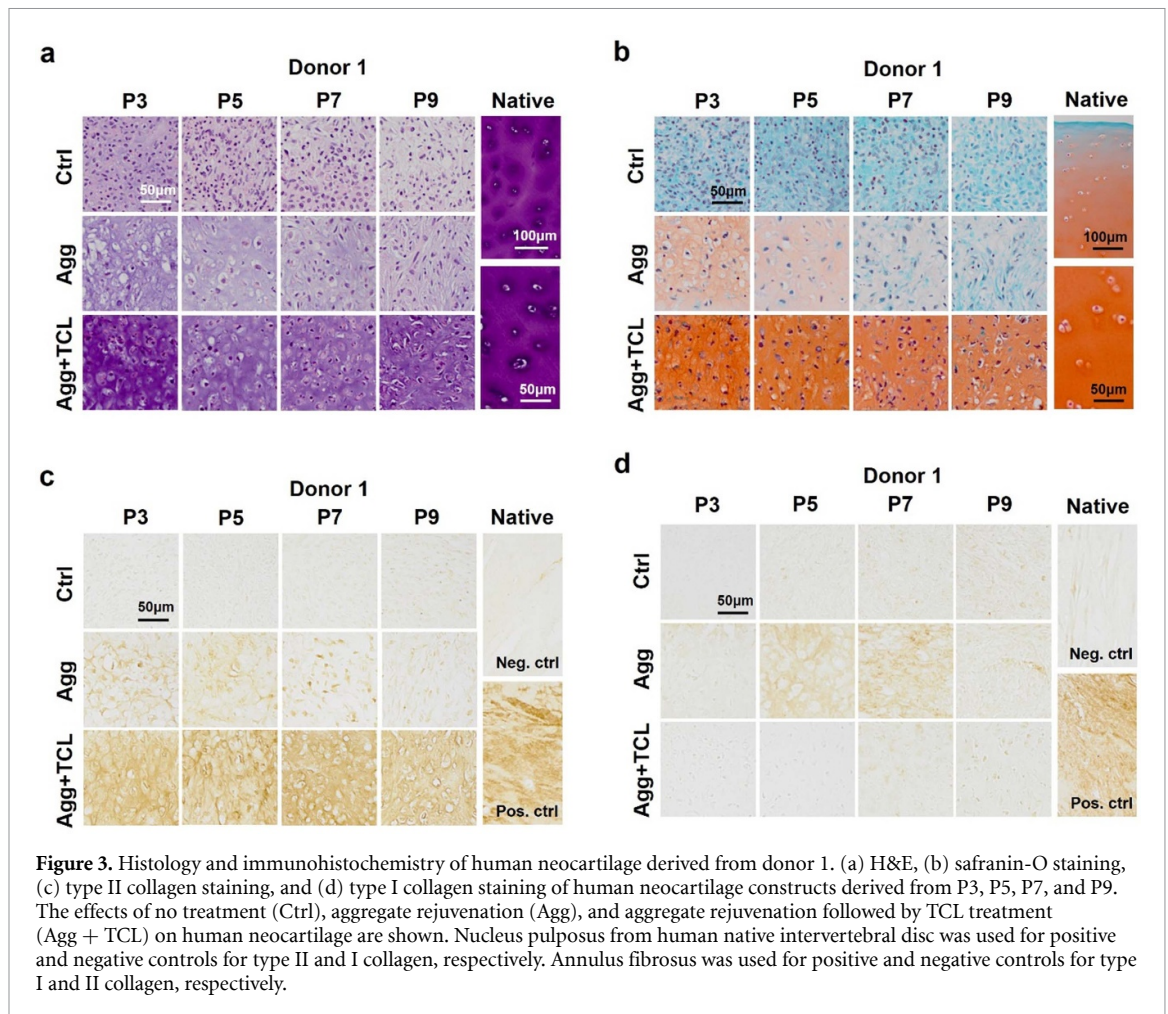 a
Donor 1
P3 P5 P7 P9 Native
Ctrl
50μm
100μm
Agg
Agg+TCL
50μm
b
Donor 1
P3 P5 P7 P9 Native
Ctrl
50μm
100μm
Agg
Agg+TCL
50μm
c
Donor 1
P3 P5 P7 P9 Native
Ctrl
50μm
Neg. ctrl
Agg
Agg+TCL
Pos. ctrl
d
Donor 1
P3 P5 P7 P9 Native
Ctrl
50μm
Neg. ctrl
Agg
Agg+TCL
Pos. ctrl
Figure 3. Histology and immunohistochemistry of human neocartilage derived from donor 1. (a) H&E, (b) safranin-O staining,
(c) type II collagen staining, and (d) type I collagen staining of human neocartilage constructs derived from P3, P5, P7, and P9.
The effects of no treatment (Ctrl), aggregate rejuvenation (Agg), and aggregate rejuvenation followed by TCL treatment
(Agg + TCL) on human neocartilage are shown. Nucleus pulposus from human native intervertebral disc was used for positive
and negative controls for type II and I collagen, respectively. Annulus fibrosus was used for positive and negative controls for type
I and II collagen, respectively.